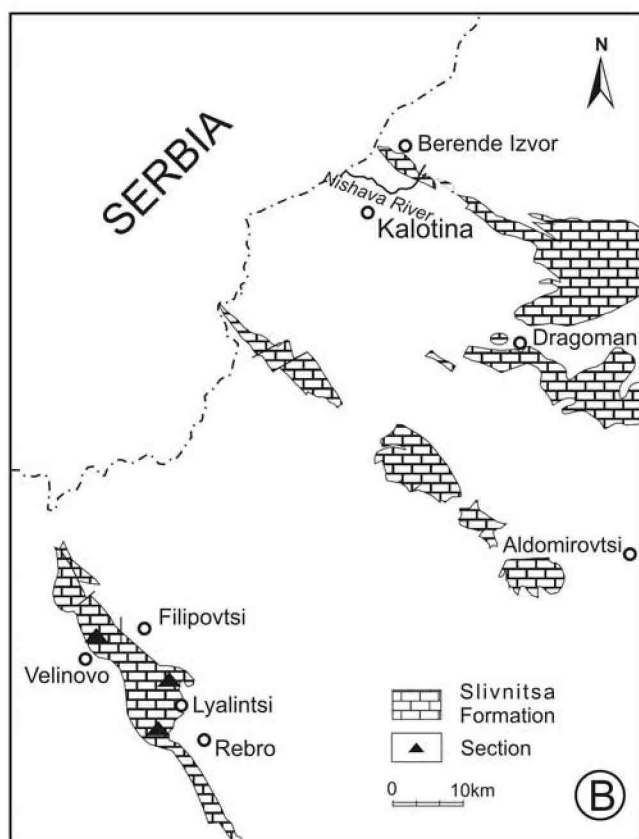 N
SERBIA
Berende Izvor
Nishava River
Kalotina
Dragoman
Aldomirovtsi
Filipovtsi
Velinovo
Lyalintsi
Rebro
Slivnitsa
Formation
Section
0 10km
B